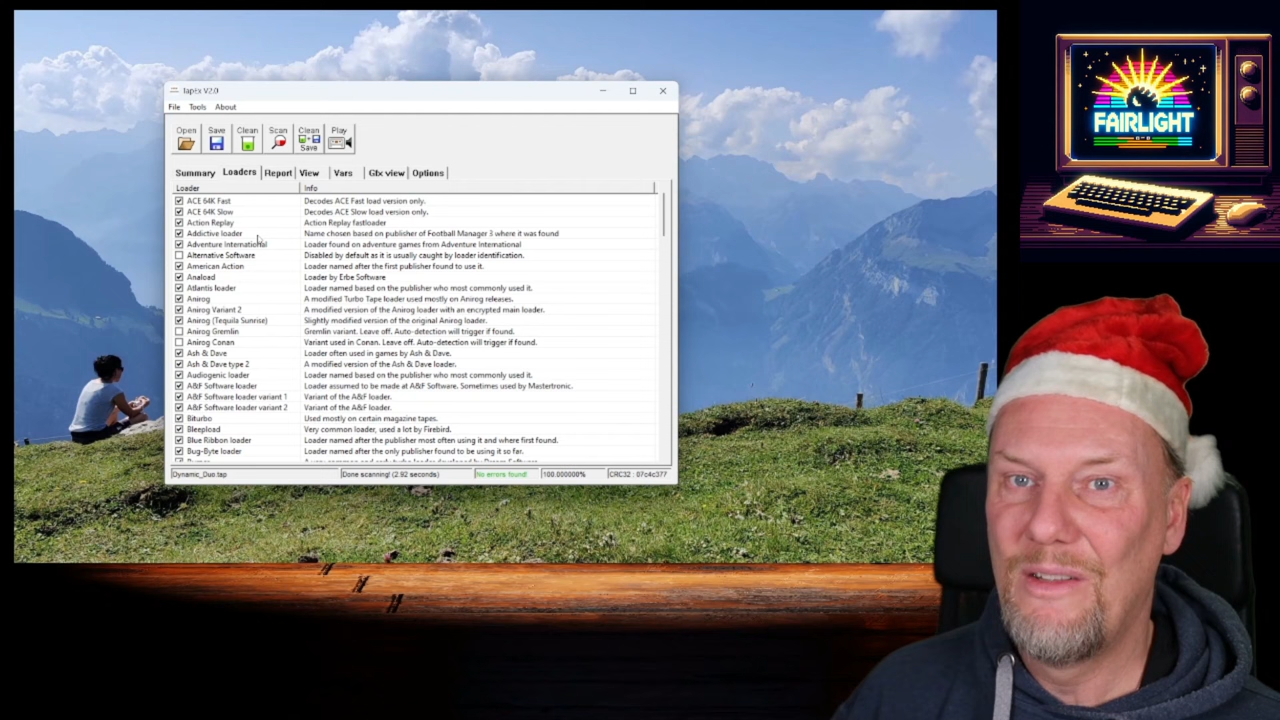 TapEx V2.0
File Tools About
Open Save Clean Scan Clean Save Play
Summary Loaders Report View Vars Gfx view Options
Loader Info
ACE 64K Fast Decodes ACE Fast load version only.
ACE 64K Slow Decodes ACE Slow load version only.
Action Replay Action Replay fastloader
Addictive loader Name chosen based on publisher of Football Manager 3 where it was found
Adventure International Loader found on adventure games from Adventure International
Alternative Software Disabled by default as it is usually caught by loader identification.
American Action Loader named after the first publisher found to use it.
Anaload Loader by Erbe Software
Atlantis loader Loader named based on the publisher who most commonly used it.
Anirog A modified Turbo Tape loader used mostly on Anirog releases.
Anirog Variant 2 A modified version of the Anirog loader with an encrypted main loader.
Anirog (Tequila Sunrise) Slightly modified version of the original Anirog loader.
Anirog Gremlin Gremlin variant. Leave off. Auto-detection will trigger if found.
Anirog Conan Variant used in Conan. Leave off. Auto-detection will trigger if found.
Ash & Dave Loader often used in games by Ash & Dave.
Ash & Dave type 2 A modified version of the Ash & Dave loader.
Audiogenic loader Loader named based on the publisher who most commonly used it.
A&F Software loader Loader assumed to be made at A&F Software. Sometimes used by Mastertronic.
A&F Software loader variant 1 Variant of the A&F loader.
A&F Software loader variant 2 Variant of the A&F loader.
Biturbo Used mostly on certain magazine tapes.
Bleepload Very common loader, used a lot by Firebird.
Blue Ribbon loader Loader named after the publisher most often using it and where first found.
Bug-Byte loader Loader named after the only publisher found to be using it so far.
Dynamic_Duo.tap Done scanning! (2.92 seconds) No errors found! 100.000000% CRC32 : 07c4c377
FAIRLIGHT